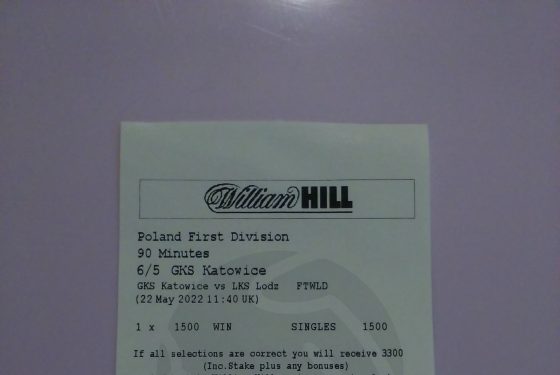 William HILL
Poland First Division
90 Minutes
6/5 GKS Katowice
GKS Katowice vs LKS Lodz FTWLD
(22 May 2022 11:40 UK)
1 x 1500 WIN SINGLES 1500
If all selections are correct you will receive 3300
(Inc.Stake plus any bonuses)